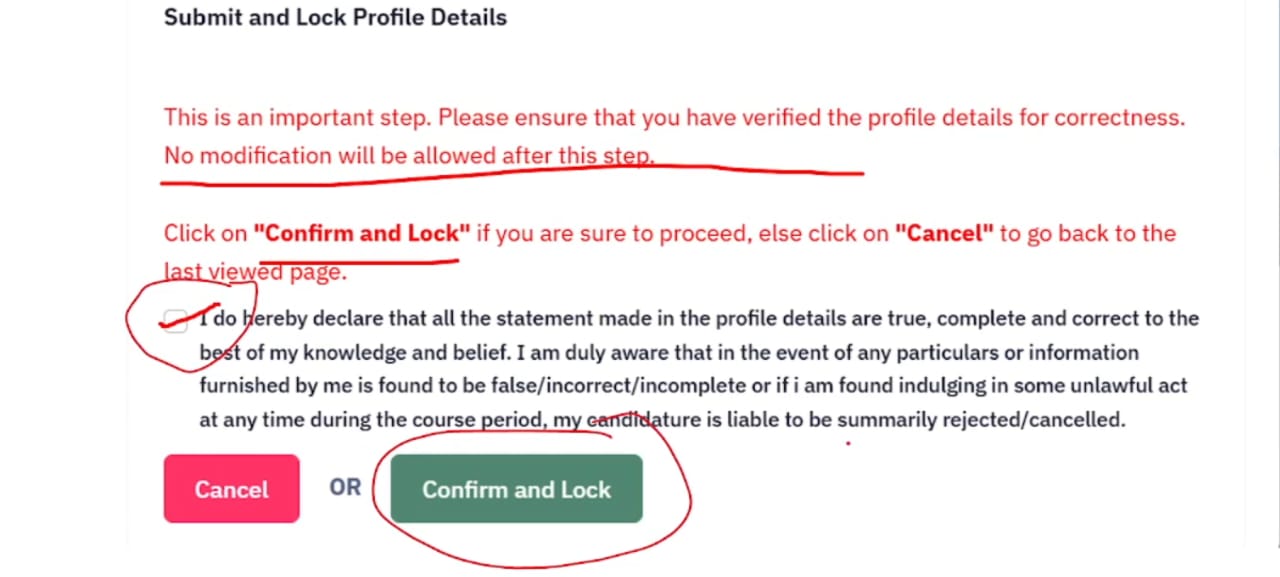 Submit and Lock Profile Details
This is an important step. Please ensure that you have verified the profile details for correctness.
No modification will be allowed after this step.
Click on "Confirm and Lock" if you are sure to proceed, else click on "Cancel" to go back to the
last viewed page.
I do hereby declare that all the statement made in the profile details are true, complete and correct to the
best of my knowledge and belief. I am duly aware that in the event of any particulars or information
furnished by me is found to be false/incorrect/incomplete or if i am found indulging in some unlawful act
at any time during the course period, my candidature is liable to be summarily rejected/cancelled.
Cancel OR Confirm and Lock